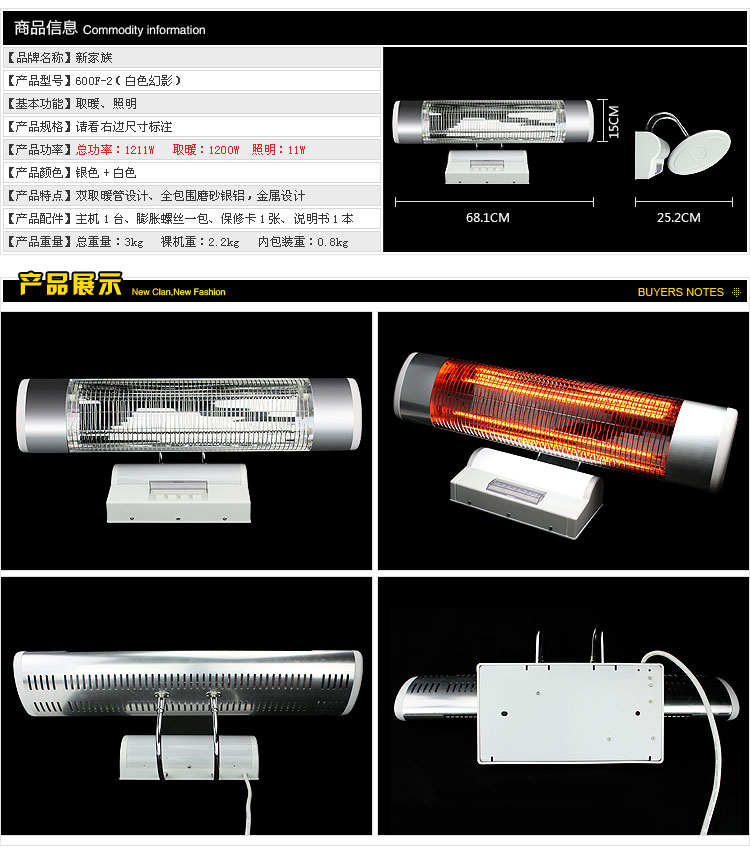 商品信息 Commodity information
【品牌名称】新家族
【产品型号】600F-2（白色幻影）
【基本功能】取暖、照明
【产品规格】请看右边尺寸标注
【产品功率】总功率：1211W 取暖：1200W 照明：11W
【产品颜色】银色+白色
【产品特点】双取暖管设计、全包围磨砂银铝，金属设计
【产品配件】主机1台、膨胀螺丝一包、保修卡1张、说明书1本
【产品重量】总重量：3kg 裸机重：2.2kg 内包装重：0.8kg
15CM
68.1CM
25.2CM
产品展示 New Clan,New Fashion
BUYERS NOTES